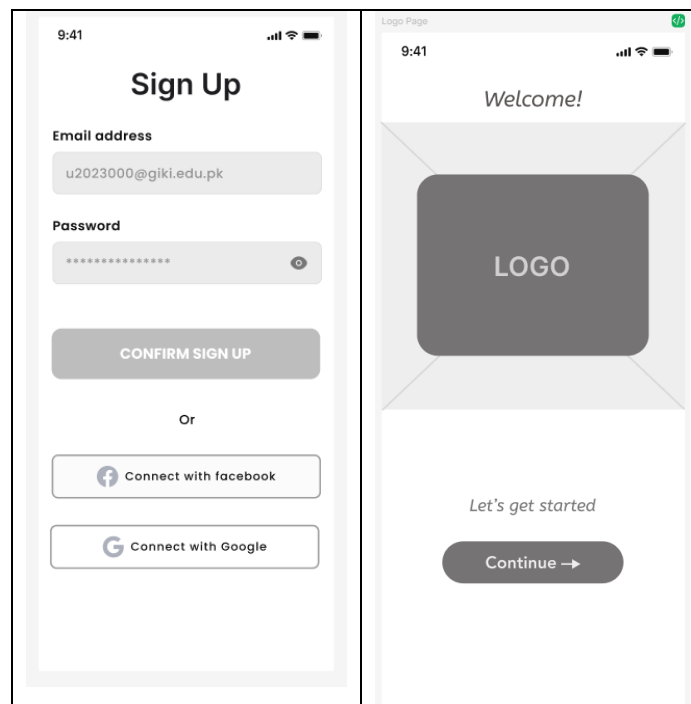 9:41
Sign Up
Email address
u2023000@giki.edu.pk
Password
***************
CONFIRM SIGN UP
Or
Connect with facebook
Connect with Google
Logo Page
</>
9:41
Welcome!
LOGO
Let's get started
Continue →